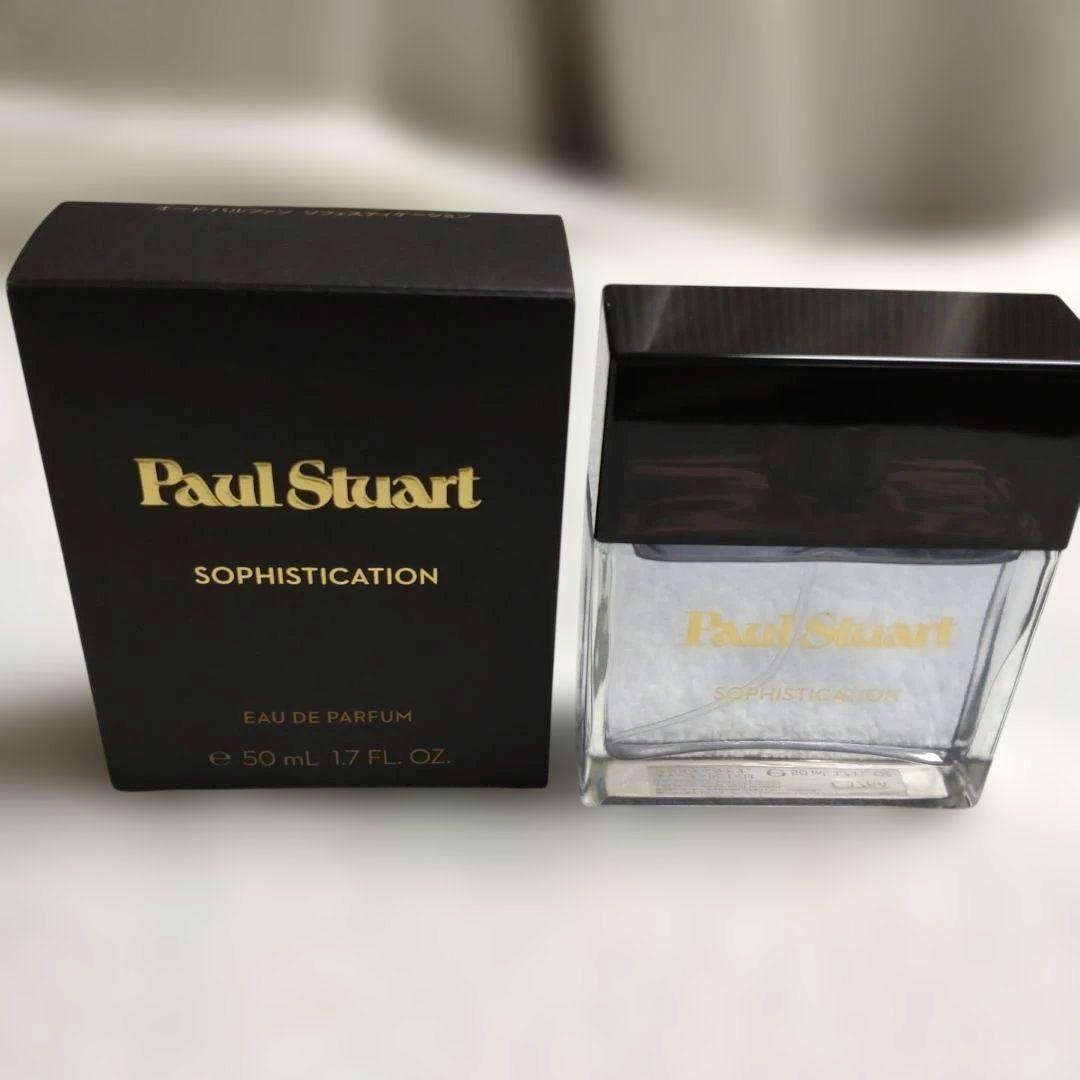 オードパルファン ソフィスティケーション
Paul Stuart
SOPHISTICATION
EAU DE PARFUM
℮ 50 mL 1.7 FL. OZ.
Paul Stuart
SOPHISTICATION